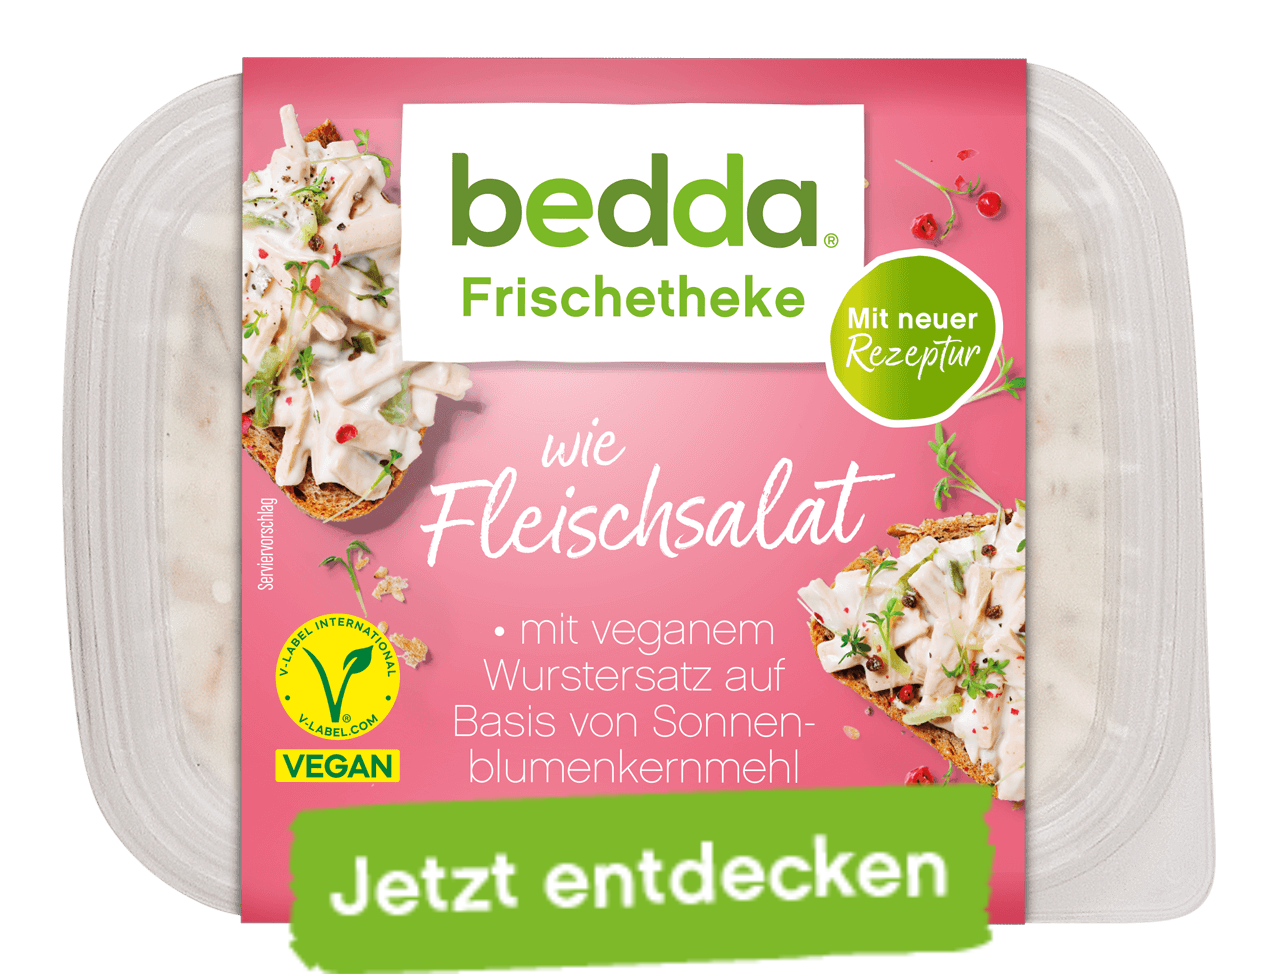 bedda®
Frischetheke
Mit neuer
Rezeptur
wie
Fleischsalat
Serviervorschlag
• mit veganem
Wurstersatz auf
Basis von Sonnen-
blumenkernmehl
V-LABEL INTERNATIONAL
®
• V-LABEL.COM •
VEGAN
Jetzt entdecken